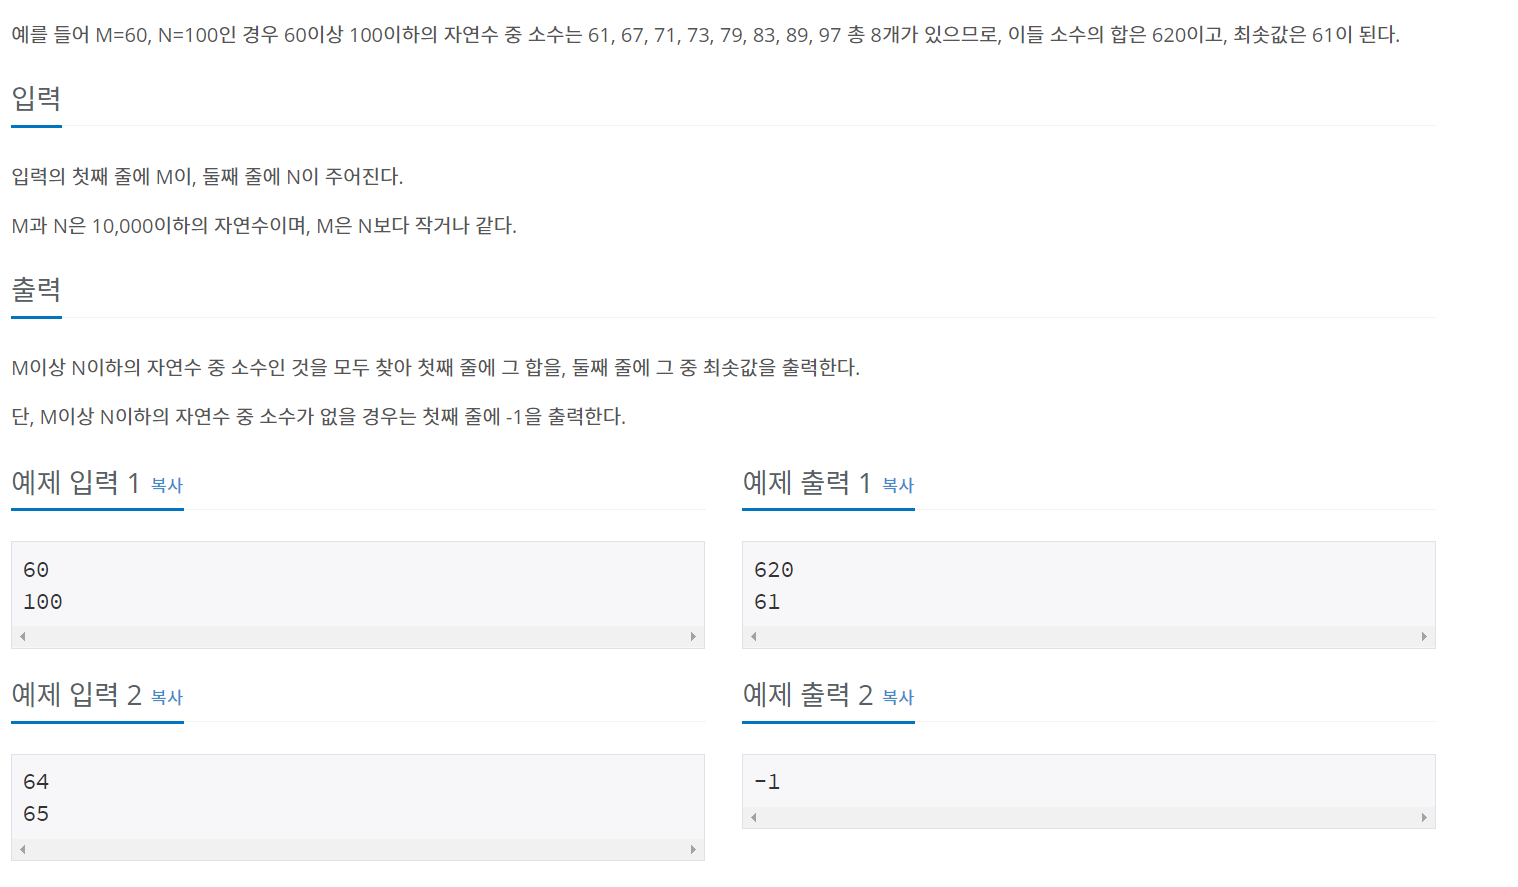 예를 들어 M=60, N=100인 경우 60이상 100이하의 자연수 중 소수는 61, 67, 71, 73, 79, 83, 89, 97 총 8개가 있으므로, 이들 소수의 합은 620이고, 최솟값은 61이 된다.
입력
입력의 첫째 줄에 M이, 둘째 줄에 N이 주어진다.
M과 N은 10,000이하의 자연수이며, M은 N보다 작거나 같다.
출력
M이상 N이하의 자연수 중 소수인 것을 모두 찾아 첫째 줄에 그 합을, 둘째 줄에 그 중 최솟값을 출력한다.
단, M이상 N이하의 자연수 중 소수가 없을 경우는 첫째 줄에 -1을 출력한다.
예제 입력 1 복사
60
100
예제 출력 1 복사
620
61
예제 입력 2 복사
64
65
예제 출력 2 복사
-1